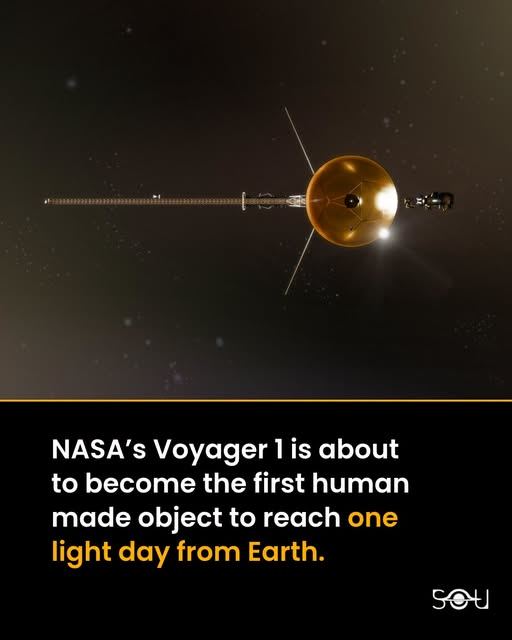 NASA’s Voyager 1 is about
to become the first human
made object to reach one
light day from Earth.
SOU